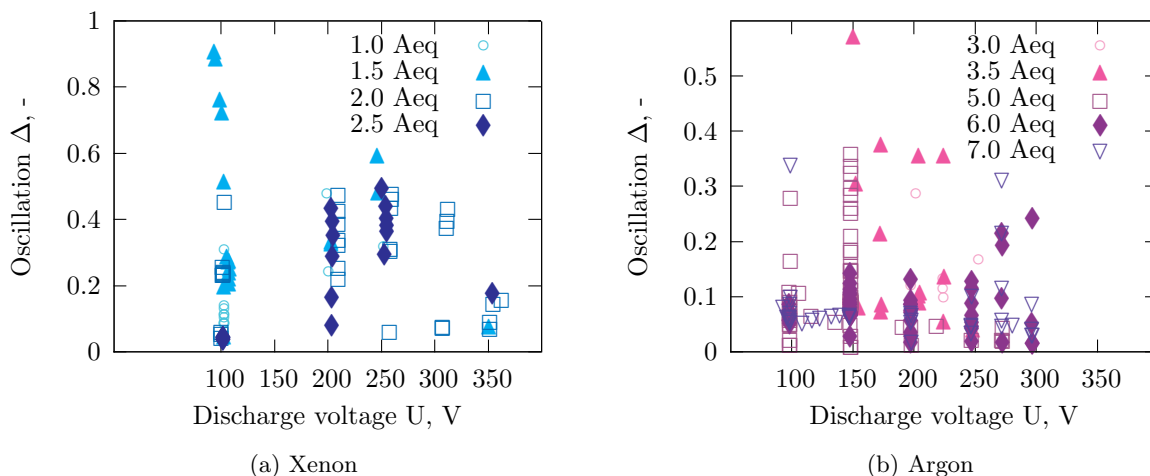 1
0.8
0.6
0.4
0.2
0
Oscillation Δ, -
1.0 Aeq
1.5 Aeq
2.0 Aeq
2.5 Aeq
100 150 200 250 300 350
Discharge voltage U, V
(a) Xenon
0.5
0.4
0.3
0.2
0.1
0
Oscillation Δ, -
3.0 Aeq
3.5 Aeq
5.0 Aeq
6.0 Aeq
7.0 Aeq
100 150 200 250 300 350
Discharge voltage U, V
(b) Argon